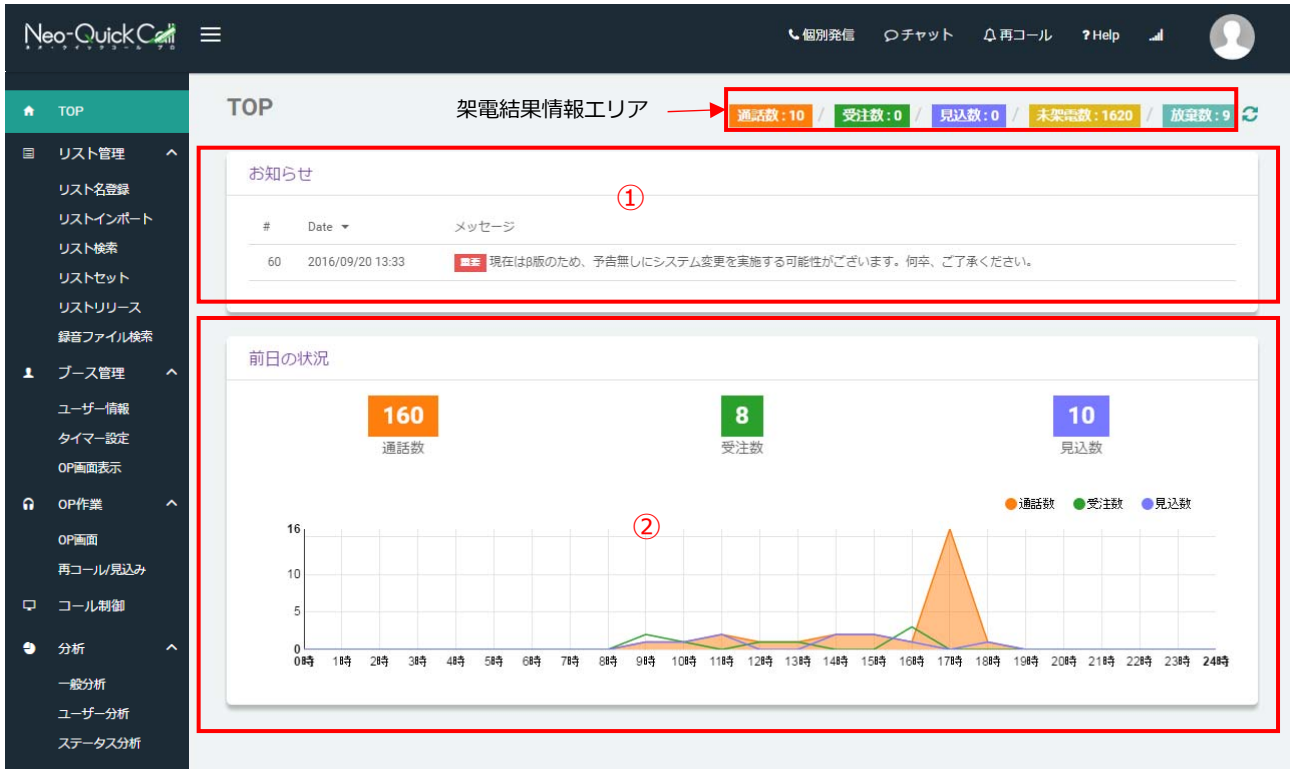 Neo-QuickCall
ネオ・クイックコール プロ
個別発信
チャット
再コール
? Help
TOP
リスト管理
リスト名登録
リストインポート
リスト検索
リストセット
リストリリース
録音ファイル検索
ブース管理
ユーザー情報
タイマー設定
OP画面表示
OP作業
OP画面
再コール/見込み
コール制御
分析
一般分析
ユーザー分析
ステータス分析
TOP
架電結果情報エリア
通話数:10 / 受注数:0 / 見込数:0 / 未架電数:1620 / 放棄数:9
お知らせ
①
# Date メッセージ
60 2016/09/20 13:33 重要 現在はβ版のため、予告無しにシステム変更を実施する可能性がございます。何卒、ご了承ください。
前日の状況
160 8 10
通話数 受注数 見込数
通話数 受注数 見込数
②
16
10
5
0
0時 1時 2時 3時 4時 5時 6時 7時 8時 9時 10時 11時 12時 13時 14時 15時 16時 17時 18時 19時 20時 21時 22時 23時 24時